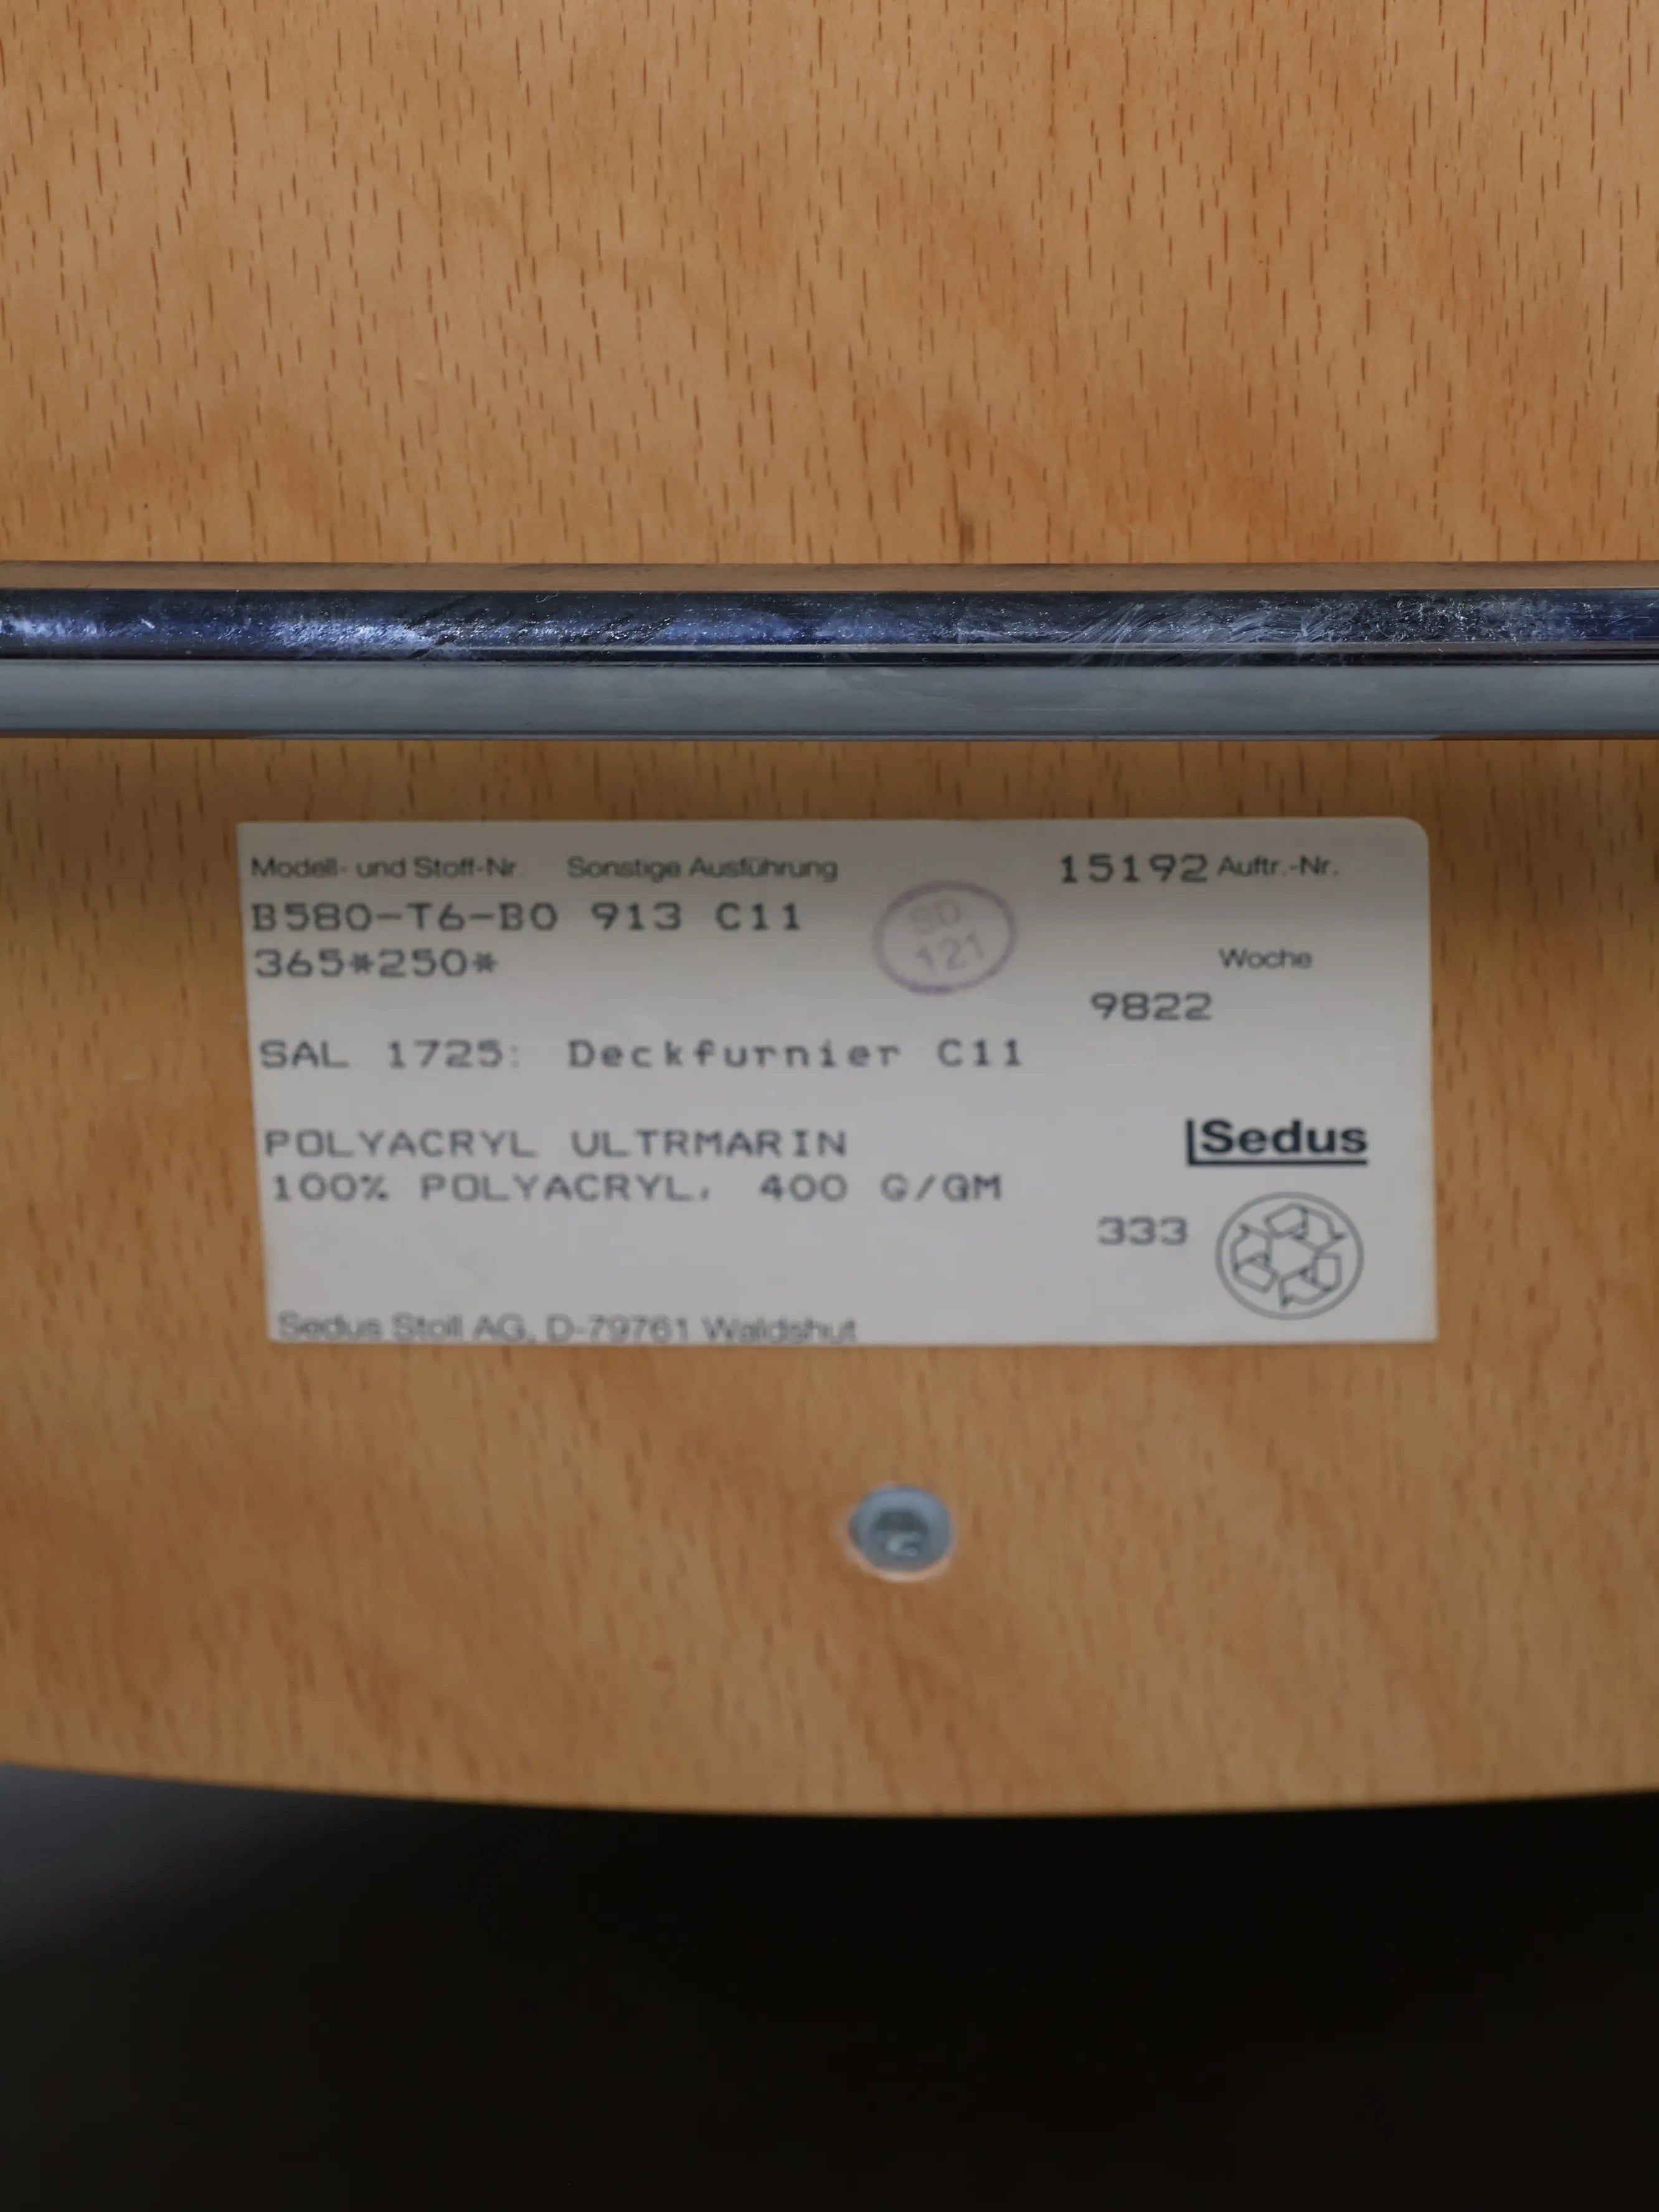 Modell- und Stoff-Nr. Sonstige Ausführung 15192 Auftr.-Nr.
B580-T6-B0 913 C11
SD
121
365*250*
Woche
9822
SAL 1725: Deckfurnier C11
POLYACRYL ULTRMARIN
Sedus
100% POLYACRYL, 400 G/QM
333
Sedus Stoll AG, D-79761 Waldshut